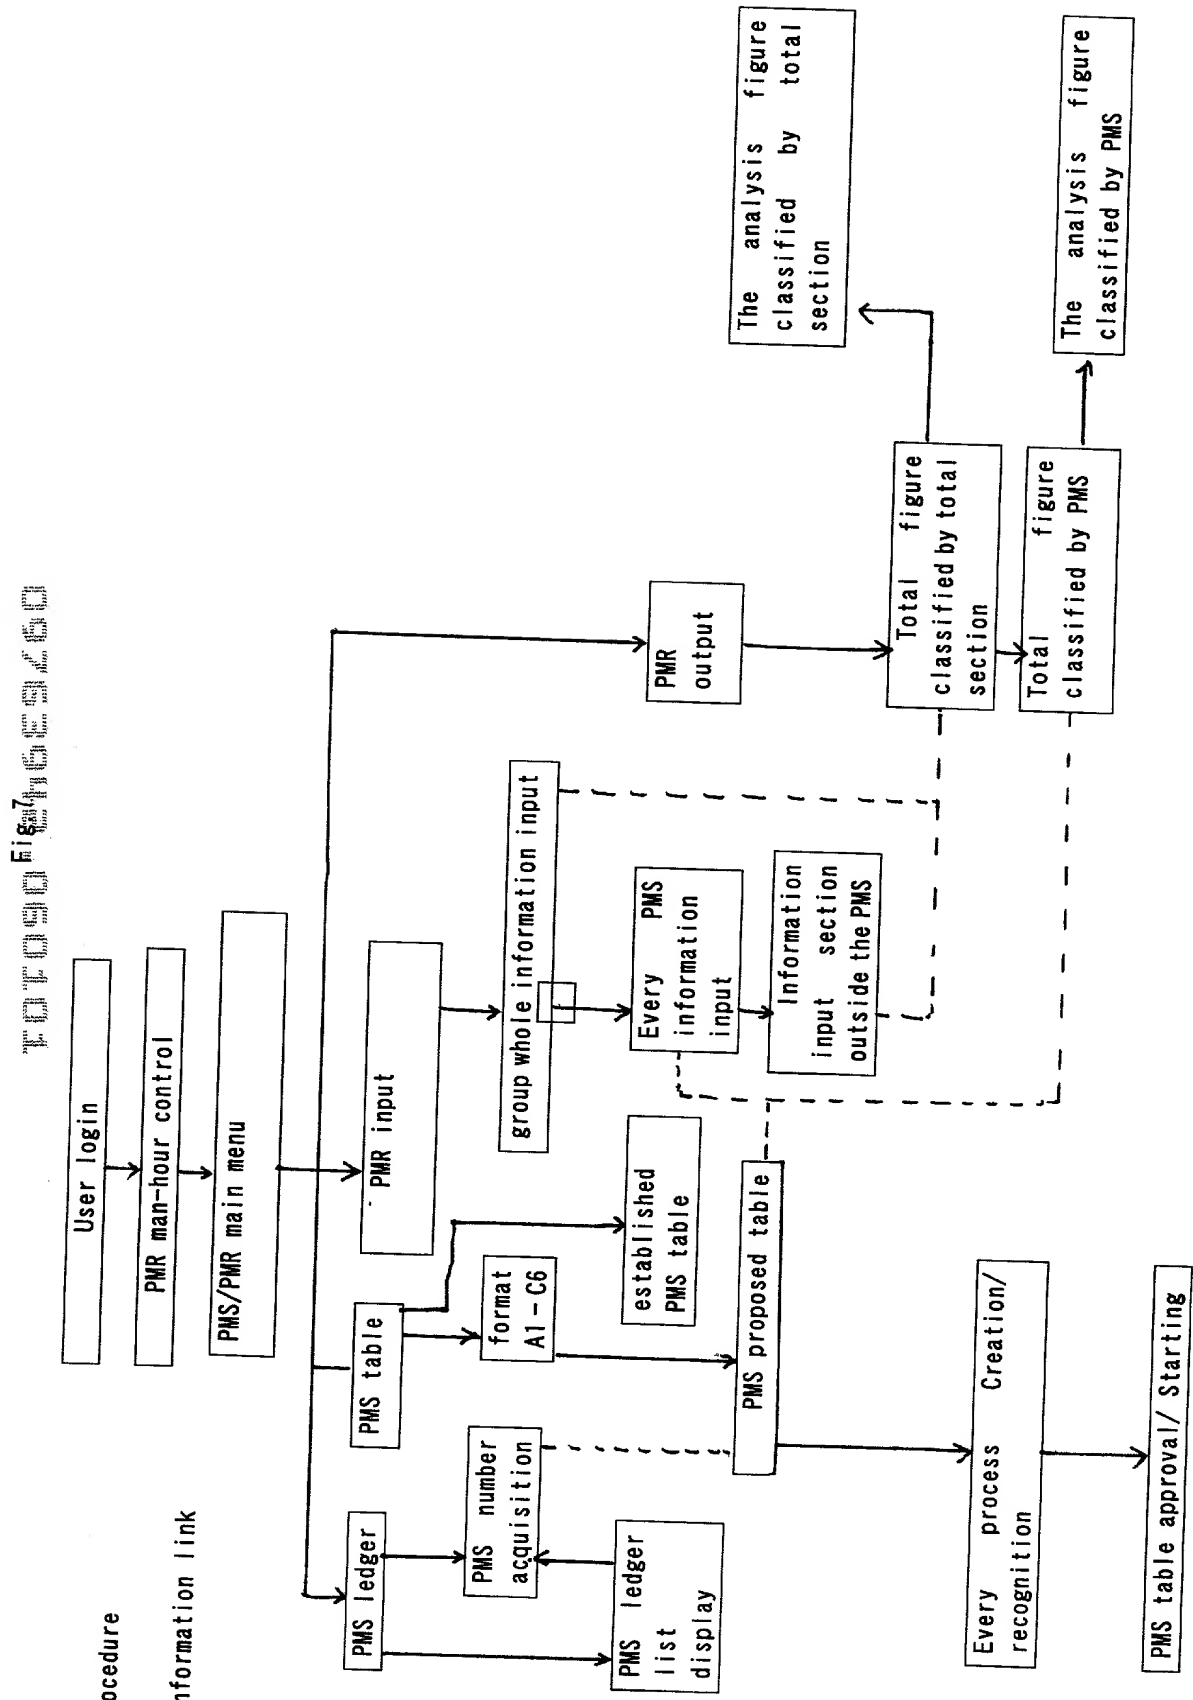 Fig.7
User login
PMR man-hour control
PMS/PMR main menu
ocedure
nformation link
PMS ledger
PMS table
PMR input
PMS number
acquisition
format
A1-C6
group whole information input
PMS ledger
list
display
established
PMS table
Every PMS
information
input
PMR
output
PMS proposed table
Information
input section
outside the PMS
The analysis figure
classified by total
section
Total figure
classified by total
section
Every process Creation/
recognition
Total figure
classified by PMS
The analysis figure
classified by PMS
PMS table approval/ Starting